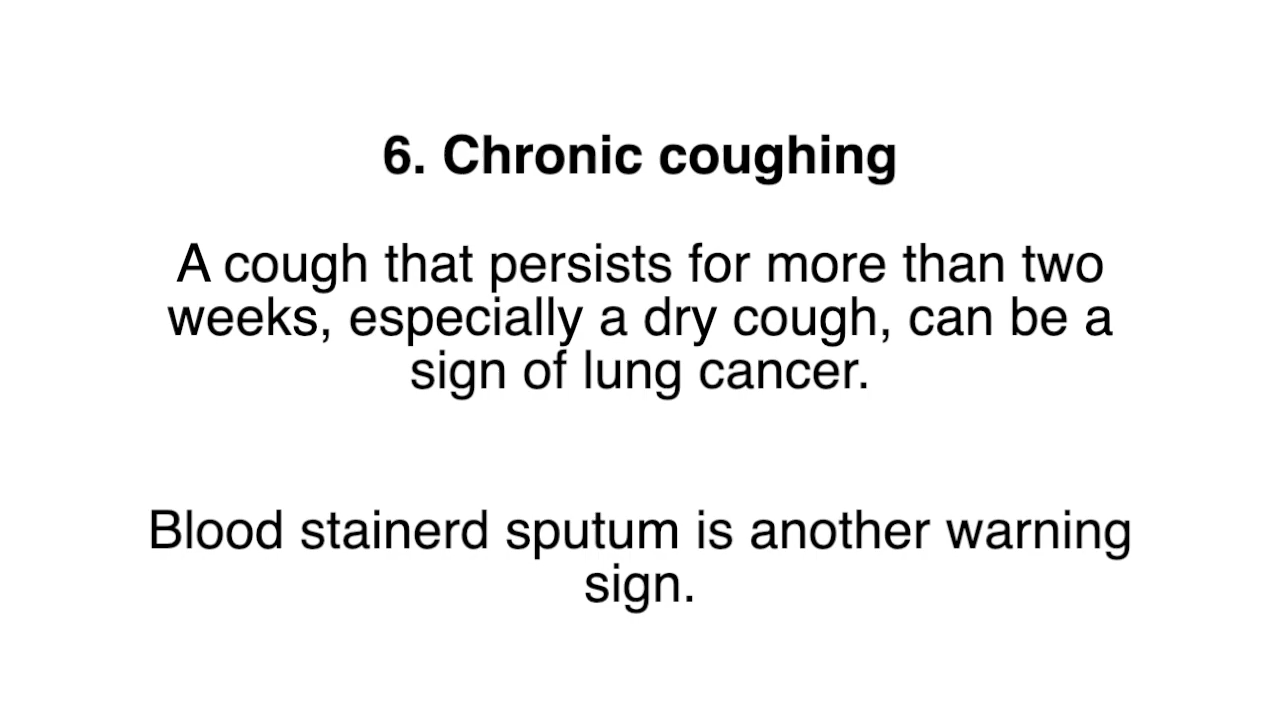 6. Chronic coughing
A cough that persists for more than two
weeks, especially a dry cough, can be a
sign of lung cancer.
Blood stainerd sputum is another warning
sign.